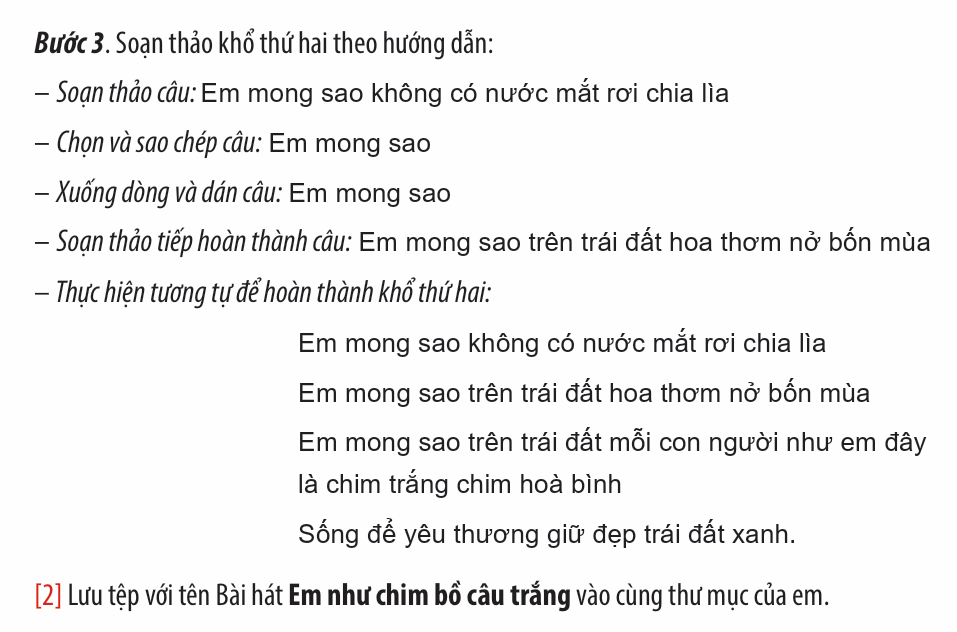 Bước 3. Soạn thảo khổ thứ hai theo hướng dẫn:
– Soạn thảo câu: Em mong sao không có nước mắt rơi chia lìa
– Chọn và sao chép câu: Em mong sao
– Xuống dòng và dán câu: Em mong sao
– Soạn thảo tiếp hoàn thành câu: Em mong sao trên trái đất hoa thơm nở bốn mùa
– Thực hiện tương tự để hoàn thành khổ thứ hai:
Em mong sao không có nước mắt rơi chia lìa
Em mong sao trên trái đất hoa thơm nở bốn mùa
Em mong sao trên trái đất mỗi con người như em đây
là chim trắng chim hoà bình
Sống để yêu thương giữ đẹp trái đất xanh.
[2] Lưu tệp với tên Bài hát Em như chim bồ câu trắng vào cùng thư mục của em.